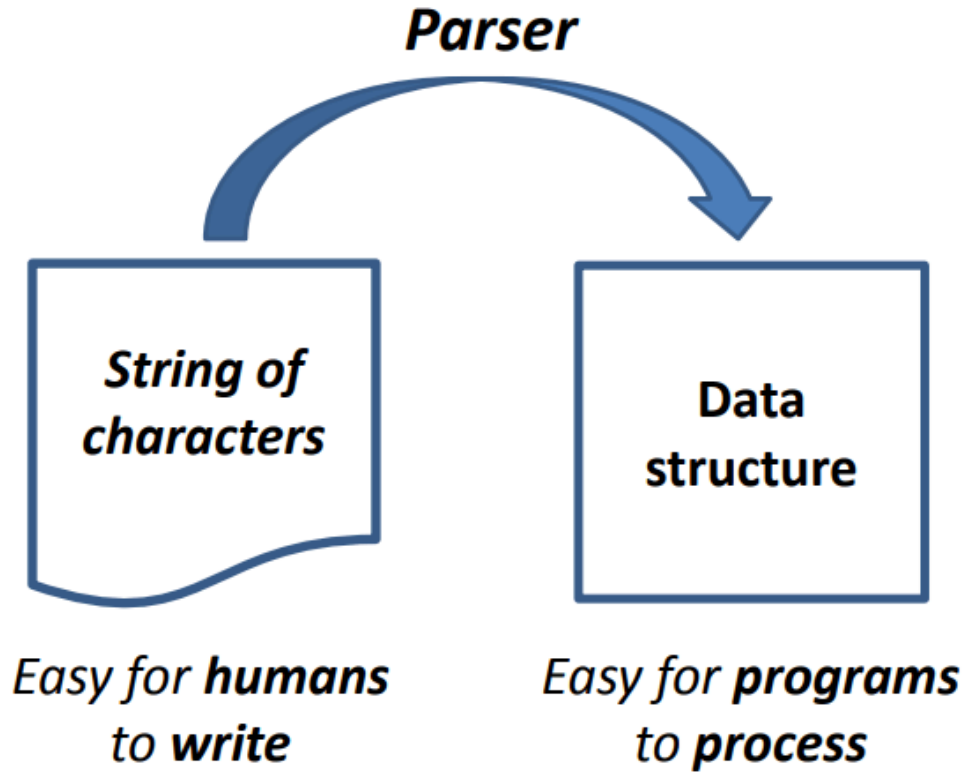 Parser
String of
characters
Data
structure
Easy for humans
to write
Easy for programs
to process